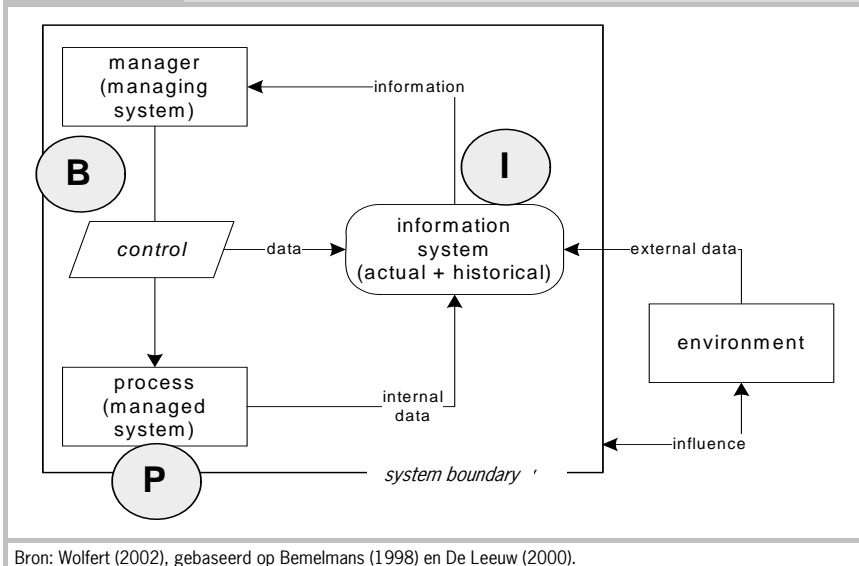 manager
(managing
system)
information
B
I
control
data
information
system
(actual + historical)
external data
environment
process
(managed
system)
internal
data
influence
P
system boundary
Bron: Wolfert (2002), gebaseerd op Bemelmans (1998) en De Leeuw (2000).